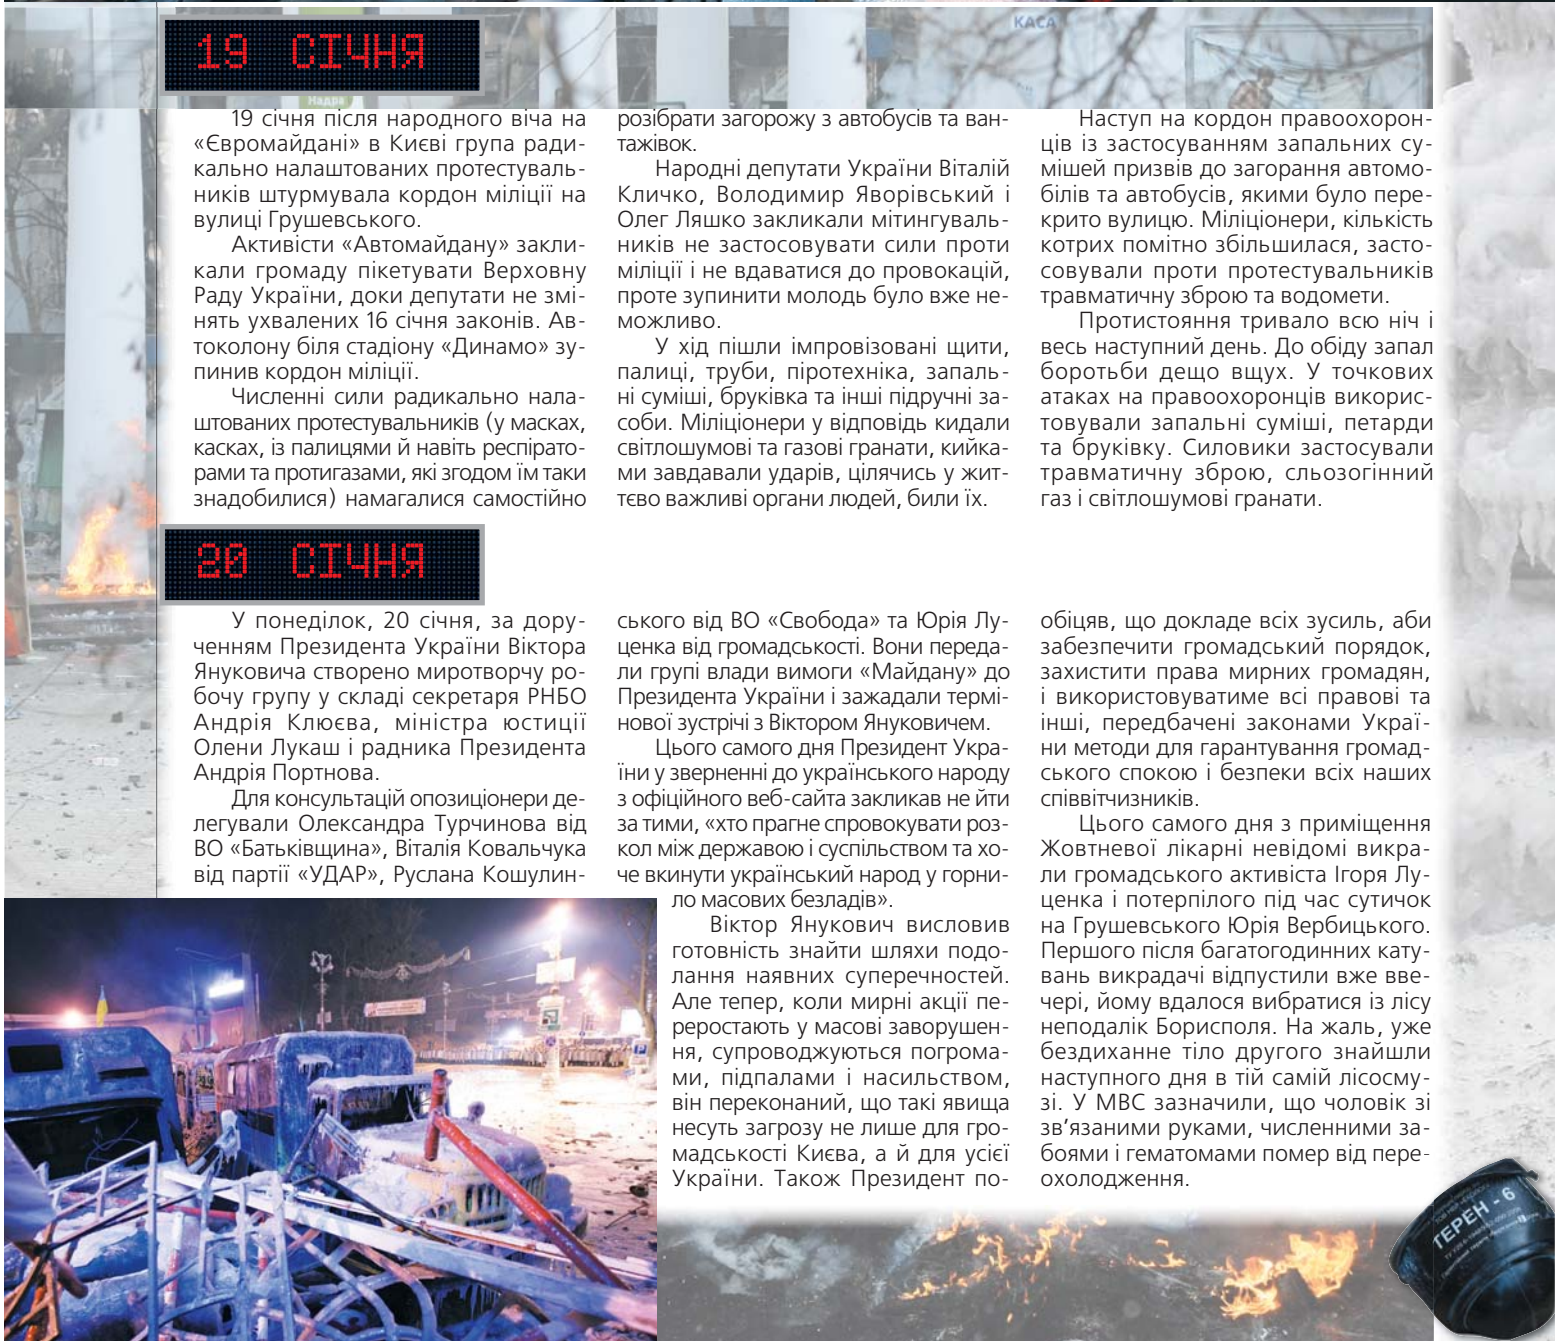 КАСА
Надра
19 СІЧНЯ
19 січня після народного віча на
«Євромайдані» в Києві група ради-
кально налаштованих протестуваль-
ників штурмувала кордон міліції на
вулиці Грушевського.
Активісти «Автомайдану» закли-
кали громаду пікетувати Верховну
Раду України, доки депутати не змі-
нять ухвалених 16 січня законів. Ав-
токолону біля стадіону «Динамо» зу-
пинив кордон міліції.
Численні сили радикально нала-
штованих протестувальників (у масках,
касках, із палицями й навіть респірато-
рами та протигазами, які згодом їм таки
знадобилися) намагалися самостійно
розібрати загорожу з автобусів та ван-
тажівок.
Народні депутати України Віталій
Кличко, Володимир Яворівський і
Олег Ляшко закликали мітингуваль-
ників не застосовувати сили проти
міліції і не вдаватися до провокацій,
проте зупинити молодь було вже не-
можливо.
У хід пішли імпровізовані щити,
палиці, труби, піротехніка, запаль-
ні суміші, бруківка та інші підручні за-
соби. Міліціонери у відповідь кидали
світлошумові та газові гранати, кийка-
ми завдавали ударів, цілячись у жит-
тєво важливі органи людей, били їх.
Наступ на кордон правоохорон-
ців із застосуванням запальних су-
мішей призвів до загорання автомо-
білів та автобусів, якими було пере-
крито вулицю. Міліціонери, кількість
котрих помітно збільшилася, засто-
совували проти протестувальників
травматичну зброю та водомети.
Протистояння тривало всю ніч і
весь наступний день. До обіду запал
боротьби дещо вщух. У точкових
атаках на правоохоронців викорис-
товували запальні суміші, петарди
та бруківку. Силовики застосували
травматичну зброю, сльозогінний
газ і світлошумові гранати.
20 СІЧНЯ
У понеділок, 20 січня, за дору-
ченням Президента України Віктора
Януковича створено миротворчу ро-
бочу групу у складі секретаря РНБО
Андрія Клюєва, міністра юстиції
Олени Лукаш і радника Президента
Андрія Портнова.
Для консультацій опозиціонери де-
легували Олександра Турчинова від
ВО «Батьківщина», Віталія Ковальчука
від партії «УДАР», Руслана Кошулин-
ського від ВО «Свобода» та Юрія Лу-
ценка від громадськості. Вони переда-
ли групі влади вимоги «Майдану» до
Президента України і зажадали термі-
нової зустрічі з Віктором Януковичем.
Цього самого дня Президент Укра-
їни у зверненні до українського народу
з офіційного веб-сайта закликав не йти
за тими, «хто прагне спровокувати роз-
кол між державою і суспільством та хо-
че вкинути український народ у горни-
ло масових безладів».
Віктор Янукович висловив
готовність знайти шляхи подо-
лання наявних суперечностей.
Але тепер, коли мирні акції пе-
реростають у масові заворушен-
ня, супроводжуються погрома-
ми, підпалами і насильством,
він переконаний, що такі явища
несуть загрозу не лише для гро-
мадськості Києва, а й для усієї
України. Також Президент по-
обіцяв, що докладе всіх зусиль, аби
забезпечити громадський порядок,
захистити права мирних громадян,
і використовуватиме всі правові та
інші, передбачені законами Украї-
ни методи для гарантування громад-
ського спокою і безпеки всіх наших
співвітчизників.
Цього самого дня з приміщення
Жовтневої лікарні невідомі викра-
ли громадського активіста Ігоря Лу-
ценка і потерпілого під час сутичок
на Грушевського Юрія Вербицького.
Першого після багатогодинних кату-
вань викрадачі відпустили вже вве-
чері, йому вдалося вибратися із лісу
неподалік Борисполя. На жаль, уже
бездиханне тіло другого знайшли
наступного дня в тій самій лісосму-
зі. У МВС зазначили, що чоловік зі
зв’язаними руками, численними за-
боями і гематомами помер від пере-
охолодження.
ТЕРЕН - 6